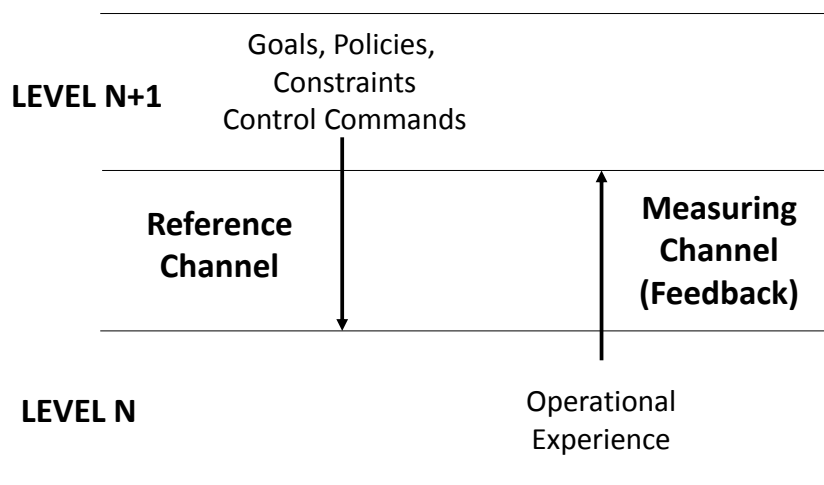 Goals, Policies,
Constraints
Control Commands
LEVEL N+1
Reference
Channel
Measuring
Channel
(Feedback)
LEVEL N
Operational
Experience